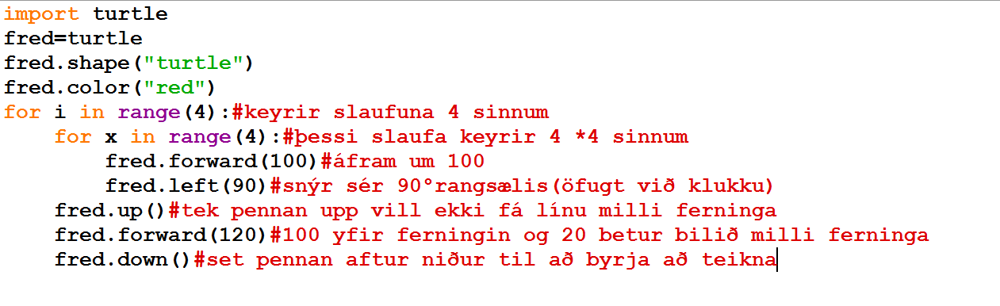 import turtle
fred=turtle
fred.shape("turtle")
fred.color("red")
for i in range(4):#keyrir slaufuna 4 sinnum
    for x in range(4):#þessi slaufa keyrir 4 *4 sinnum
        fred.forward(100)#áfram um 100
        fred.left(90)#snýr sér 90°rangsælis(öfugt við klukku)
    fred.up()#tek pennan upp vill ekki fá línu milli ferninga
    fred.forward(120)#100 yfir ferningin og 20 betur bilið milli ferninga
    fred.down()#set pennan aftur niður til að byrja að teikna